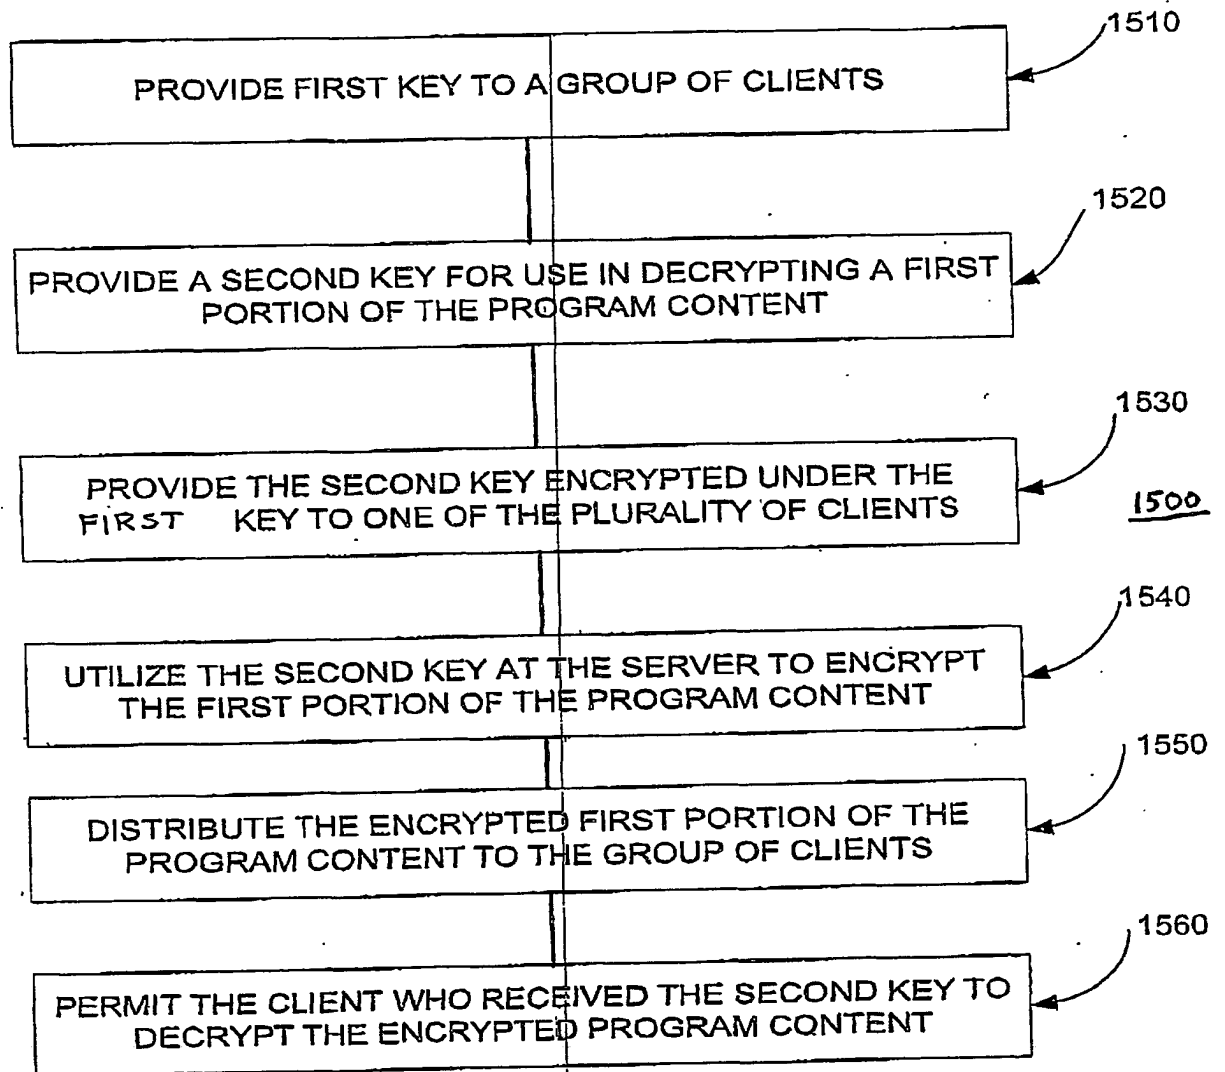 1510
PROVIDE FIRST KEY TO A GROUP OF CLIENTS
1520
PROVIDE A SECOND KEY FOR USE IN DECRYPTING A FIRST
PORTION OF THE PROGRAM CONTENT
1530
PROVIDE THE SECOND KEY ENCRYPTED UNDER THE
FIRST KEY TO ONE OF THE PLURALITY OF CLIENTS
1500
1540
UTILIZE THE SECOND KEY AT THE SERVER TO ENCRYPT
THE FIRST PORTION OF THE PROGRAM CONTENT
1550
DISTRIBUTE THE ENCRYPTED FIRST PORTION OF THE
PROGRAM CONTENT TO THE GROUP OF CLIENTS
1560
PERMIT THE CLIENT WHO RECEIVED THE SECOND KEY TO
DECRYPT THE ENCRYPTED PROGRAM CONTENT